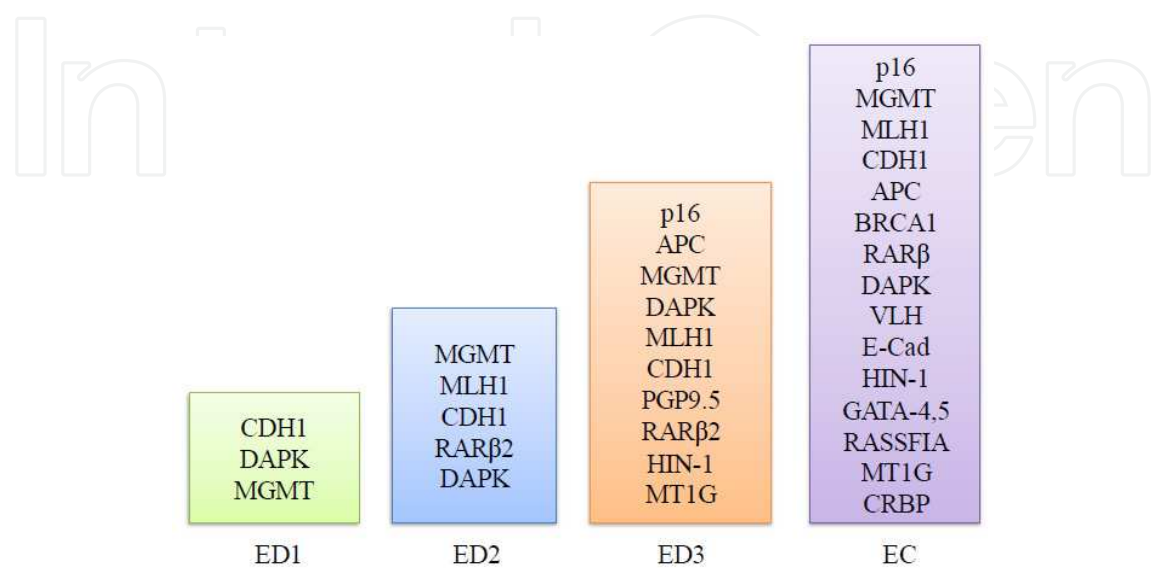 CDH1
DAPK
MGMT
ED1
MGMT
MLH1
CDH1
RARβ2
DAPK
ED2
p16
APC
MGMT
DAPK
MLH1
CDH1
PGP9.5
RARβ2
HIN-1
MT1G
ED3
p16
MGMT
MLH1
CDH1
APC
BRCA1
RARβ
DAPK
VLH
E-Cad
HIN-1
GATA-4,5
RASSFIA
MT1G
CRBP
EC